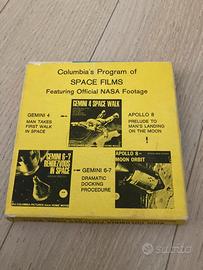 Columbia's Program of
SPACE FILMS
Featuring Official NASA Footage
GEMINI 4
MAN TAKES
FIRST WALK
IN SPACE
GEMINI 4 SPACE WALK
APOLLO 8
PRELUDE TO
MAN'S LANDING
ON THE MOON
GEMINI 6-7
RENDEZVOUS
IN SPACE
GEMINI 6-7
DRAMATIC
DOCKING
PROCEDURE
APOLLO 8
MOON ORBIT
subito